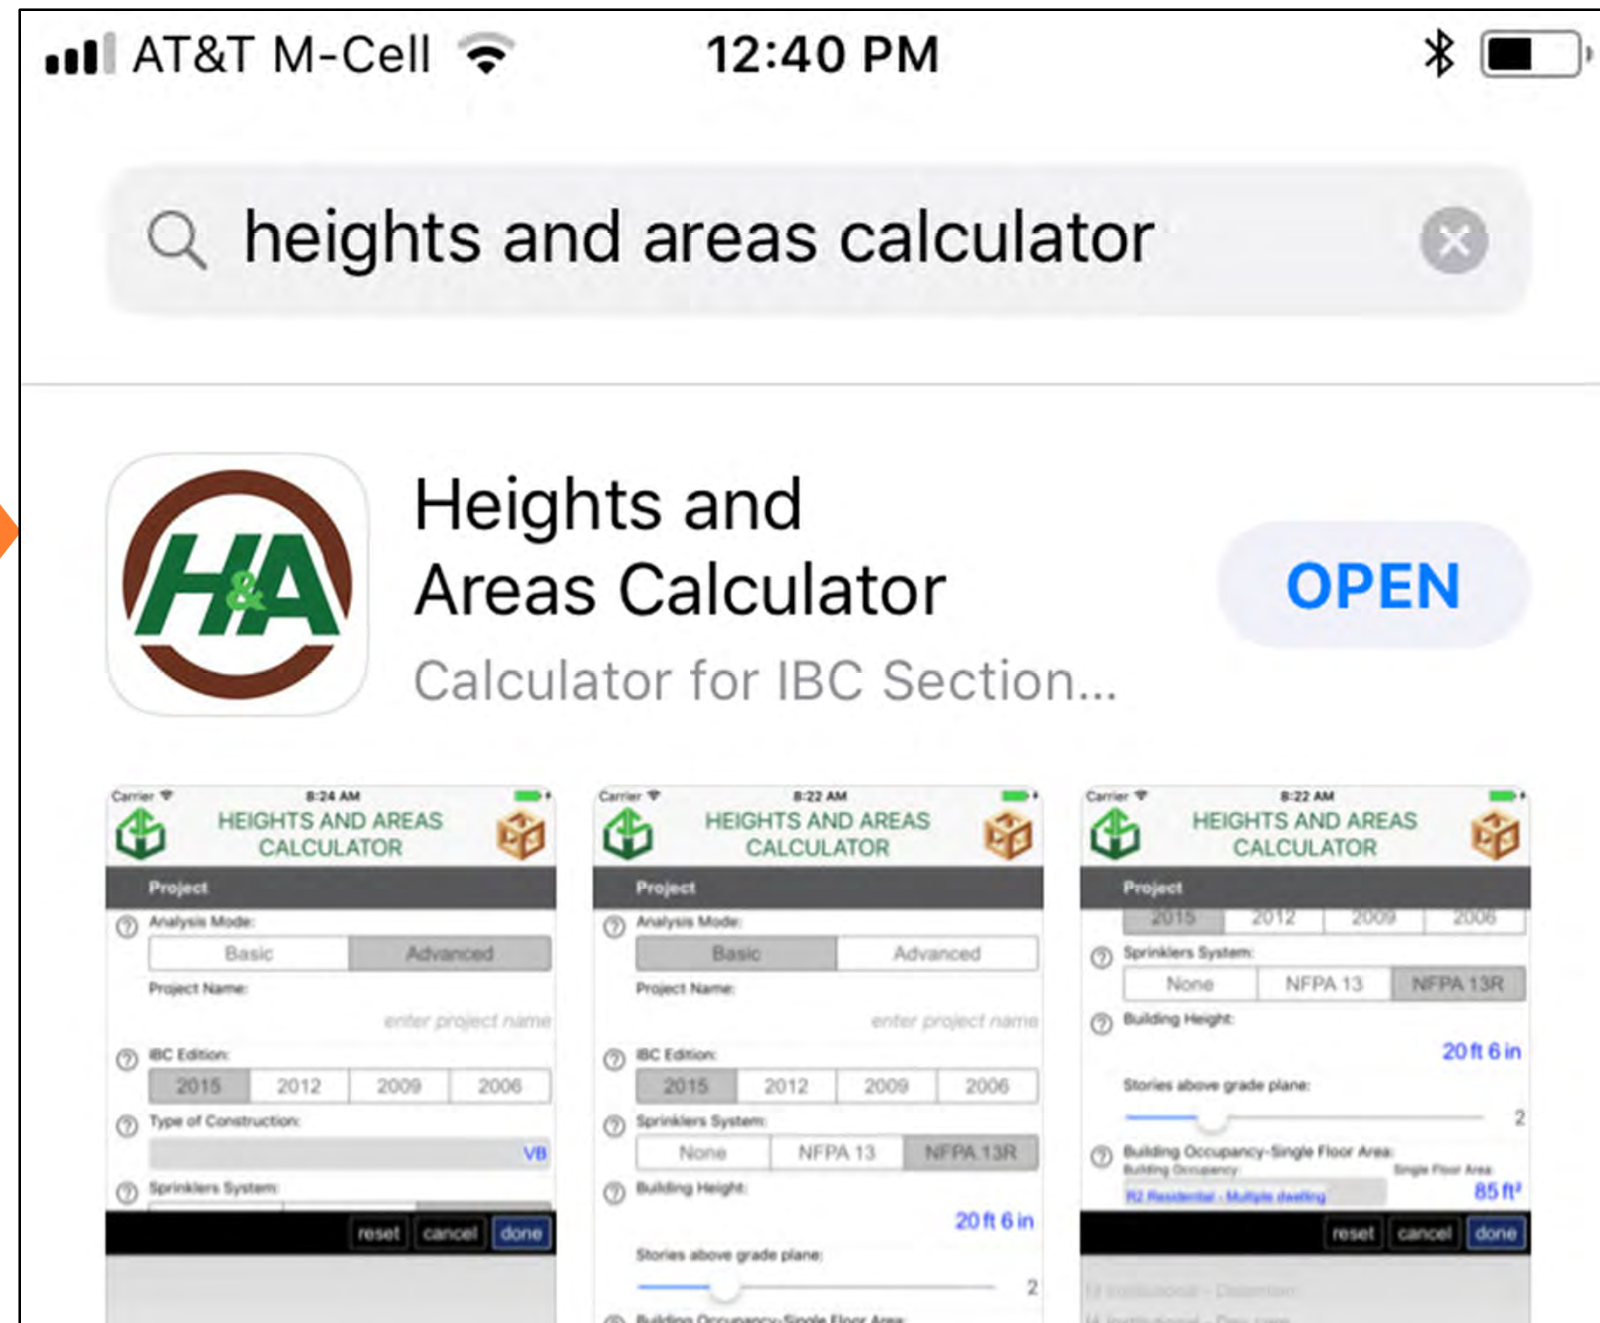 AT&T M-Cell 12:40 PM
heights and areas calculator
H&A
Heights and
Areas Calculator
OPEN
Calculator for IBC Section...
Carrier 8:24 AM
HEIGHTS AND AREAS
CALCULATOR
Project
Analysis Mode:
Basic Advanced
Project Name:
enter project name
IBC Edition:
2015 2012 2009 2006
Type of Construction:
VB
Sprinklers System:
reset cancel done
Carrier 8:22 AM
HEIGHTS AND AREAS
CALCULATOR
Project
Analysis Mode:
Basic Advanced
Project Name:
enter project name
IBC Edition:
2015 2012 2009 2006
Sprinklers System:
None NFPA 13 NFPA 13R
Building Height:
20 ft 6 in
Stories above grade plane:
2
Building Occupancy-Single Floor Area:
Carrier 8:22 AM
HEIGHTS AND AREAS
CALCULATOR
Project
2015 2012 2009 2006
Sprinklers System:
None NFPA 13 NFPA 13R
Building Height:
20 ft 6 in
Stories above grade plane:
2
Building Occupancy-Single Floor Area:
Building Occupancy: Single Floor Area:
R2 Residential - Multiple dwelling 85 ft²
reset cancel done